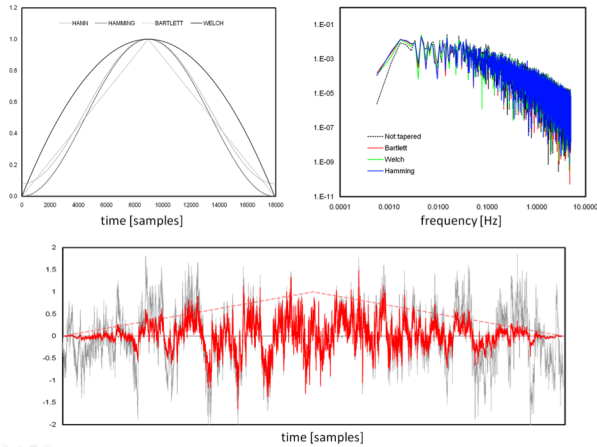 HANN HAMMING BARTLETT WELCH
1.2
1.0
0.8
0.6
0.4
0.2
0.0
0 2000 4000 6000 8000 10000 12000 14000 16000 18000
time [samples]
1.E-01
1.E-03
1.E-05
1.E-07
1.E-09
1.E-11
Not tapered
Bartlett
Welch
Hamming
0.0001 0.0010 0.0100 0.1000 1.0000 10.0000
frequency [Hz]
2
1.5
1
0.5
0
-0.5
-1
-1.5
-2
time [samples]